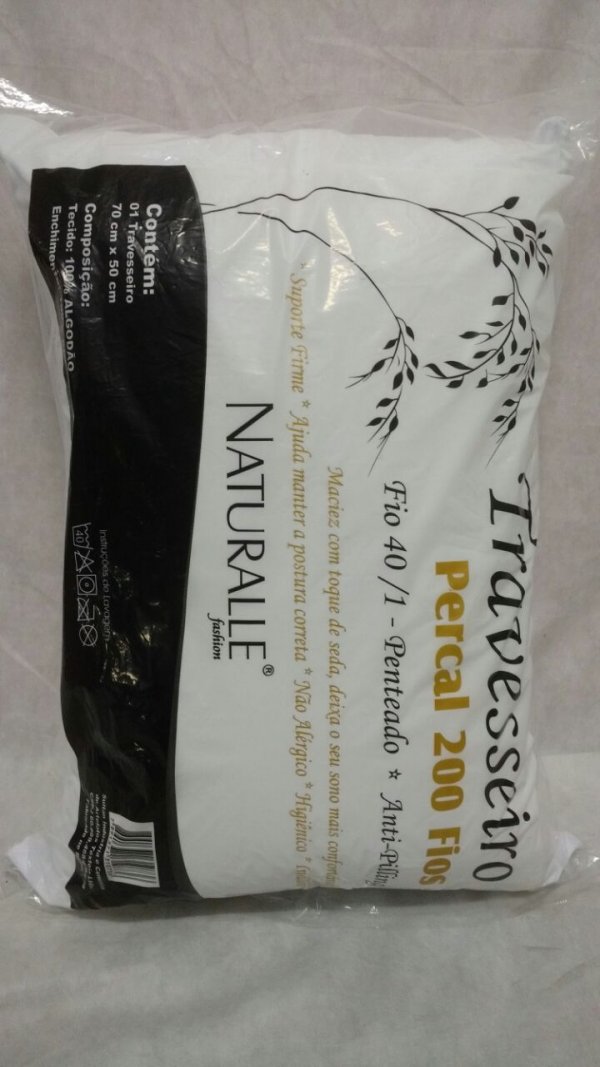 Travesseiro
Percal 200 Fios
Fio 40/1 - Penteado * Anti-Pilling
Maciez com toque de seda, deixa o seu sono mais
* Suporte Firme * Ajuda manter a postura correta * Não Alérgico * Higiênico *
NATURALLE®
fashion
Contém:
01 Travesseiro
70 cm x 50 cm
Composição:
Tecido: 100% ALGODÃO
Instruções de Lavagem
40